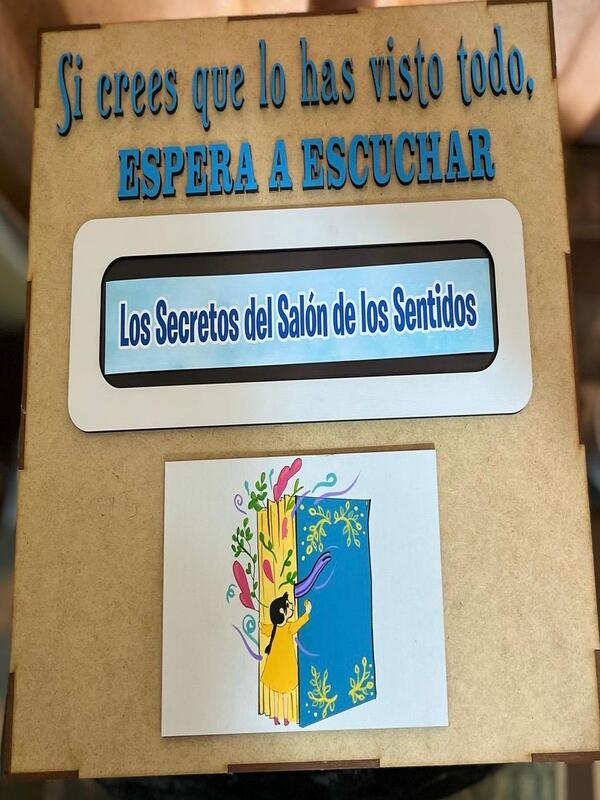 Si crees que lo has visto todo,
ESPERA A ESCUCHAR
Los Secretos del Salón de los Sentidos